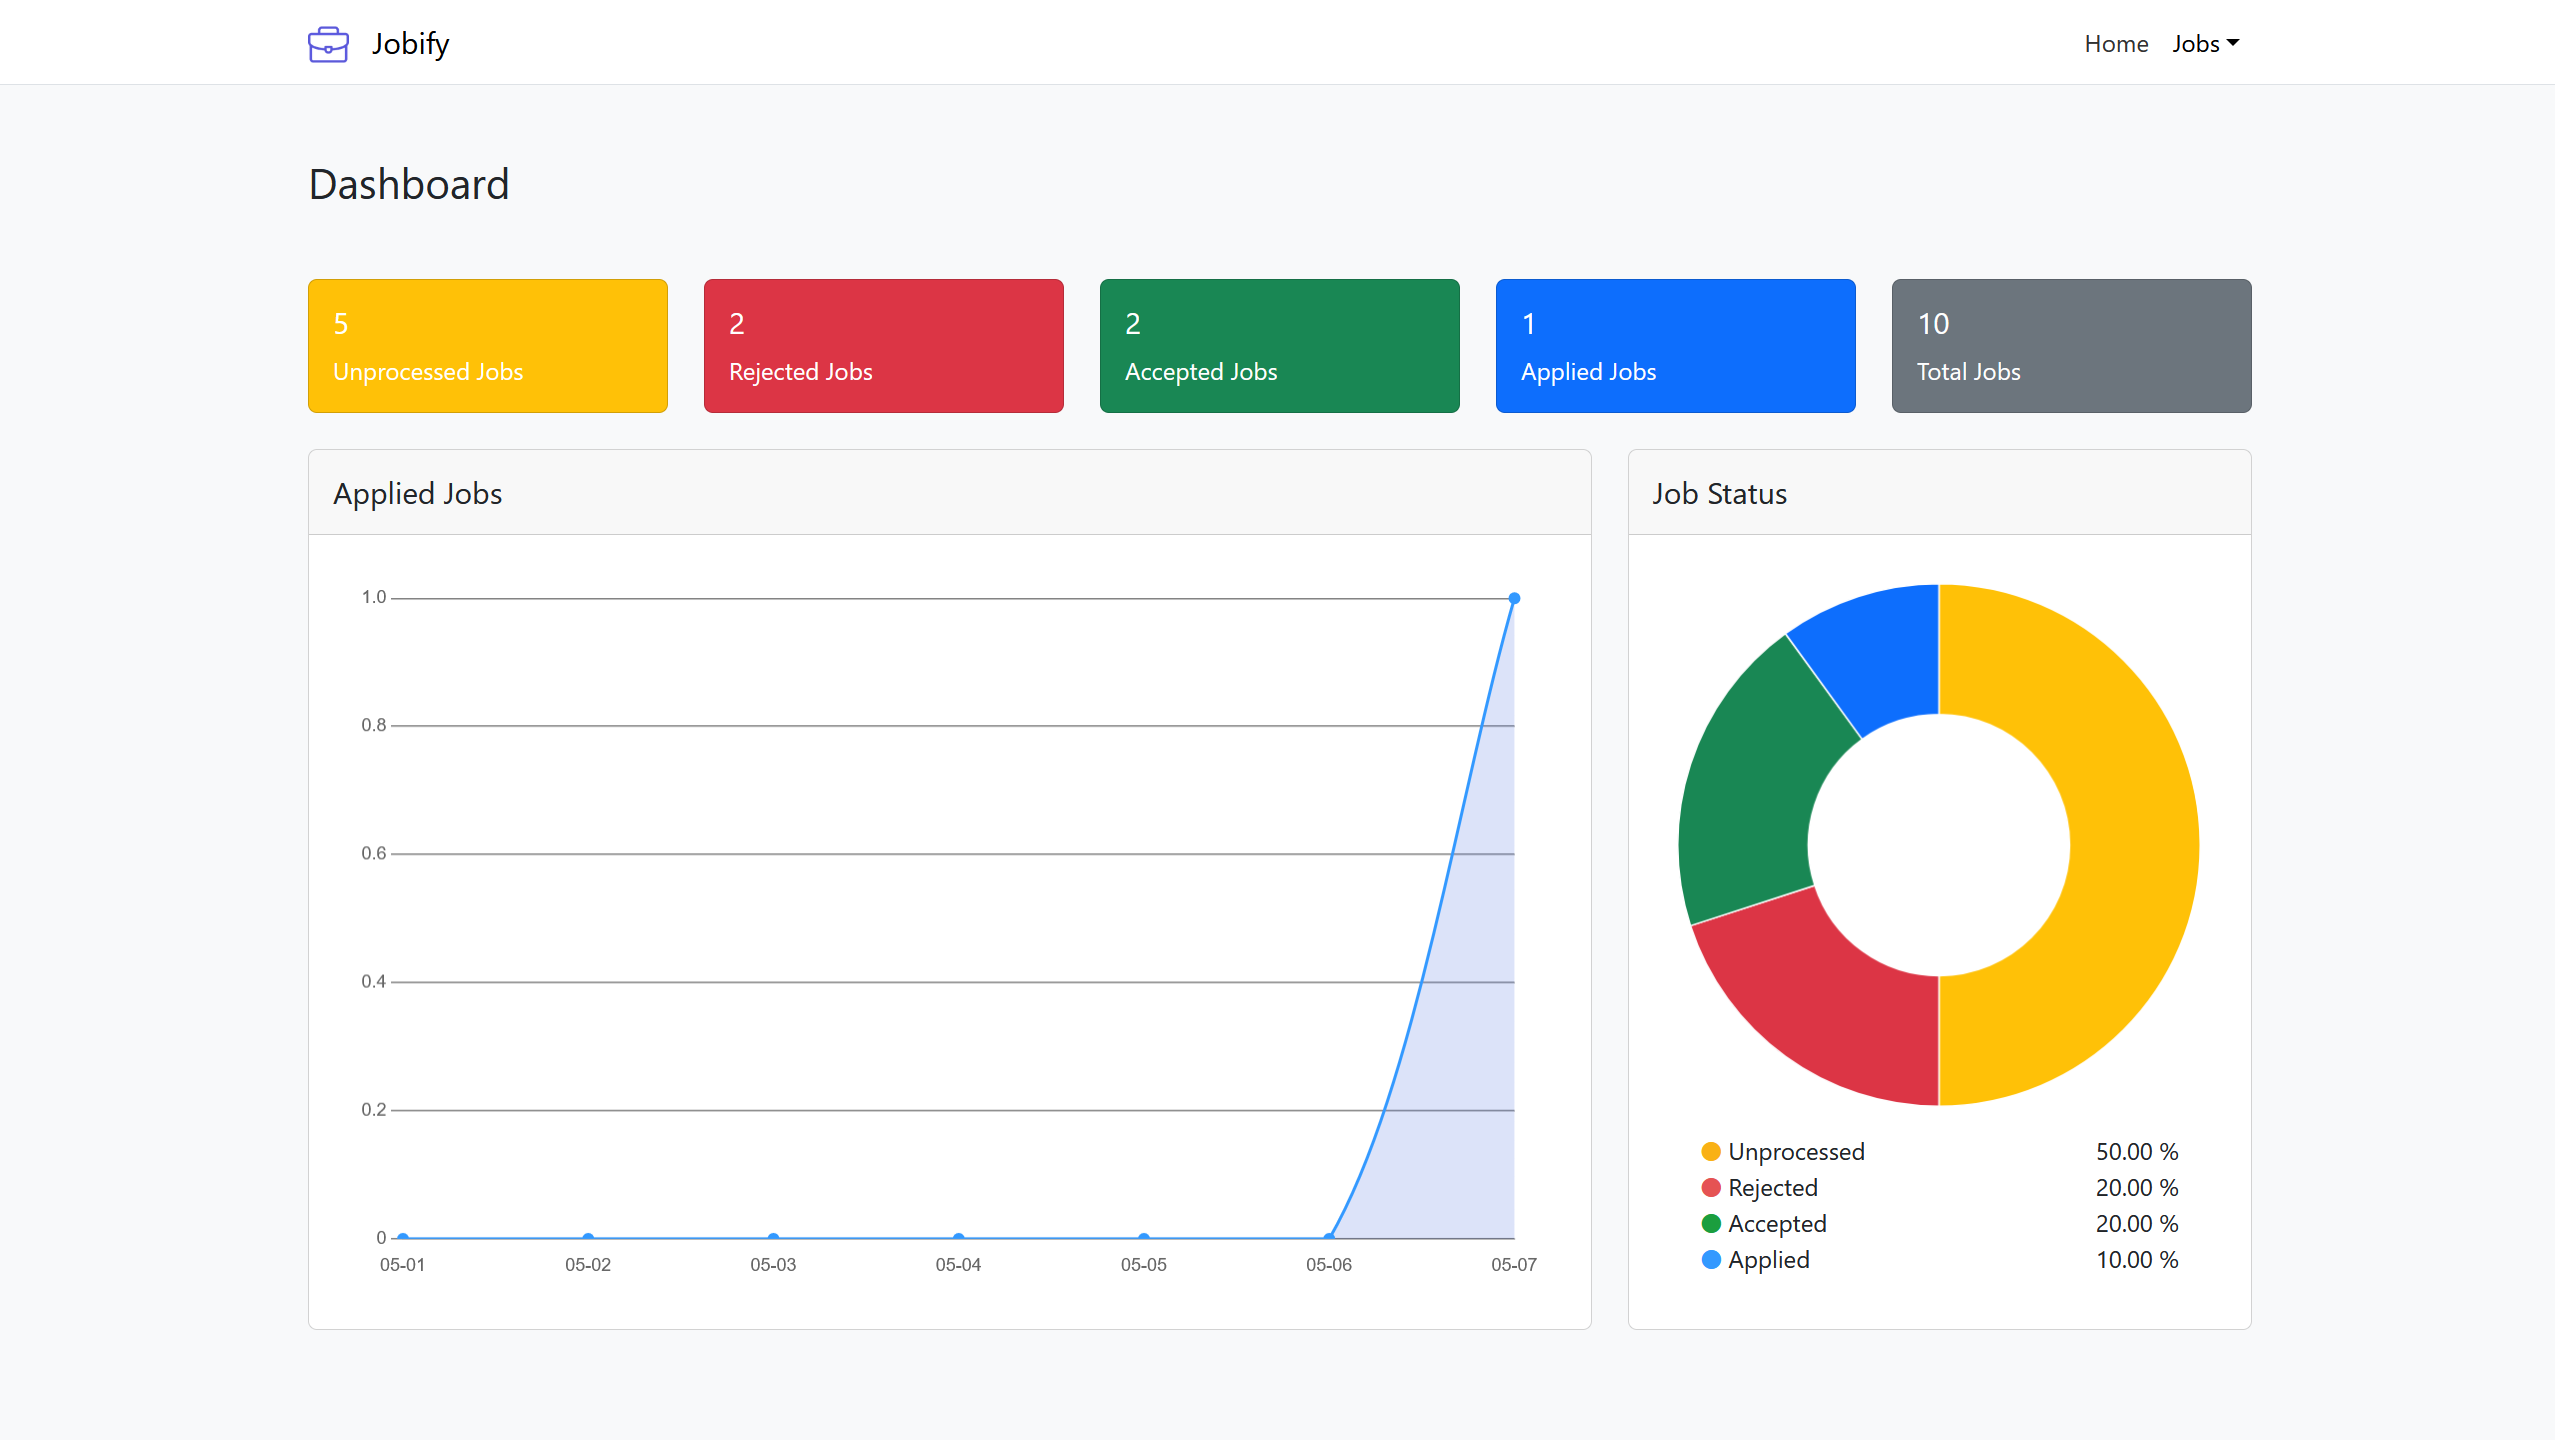 Jobify
Home Jobs
Dashboard
5
Unprocessed Jobs
2
Rejected Jobs
2
Accepted Jobs
1
Applied Jobs
10
Total Jobs
Applied Jobs
1.0
0.8
0.6
0.4
0.2
0
05-01 05-02 05-03 05-04 05-05 05-06 05-07
Job Status
Unprocessed 50.00 %
Rejected 20.00 %
Accepted 20.00 %
Applied 10.00 %